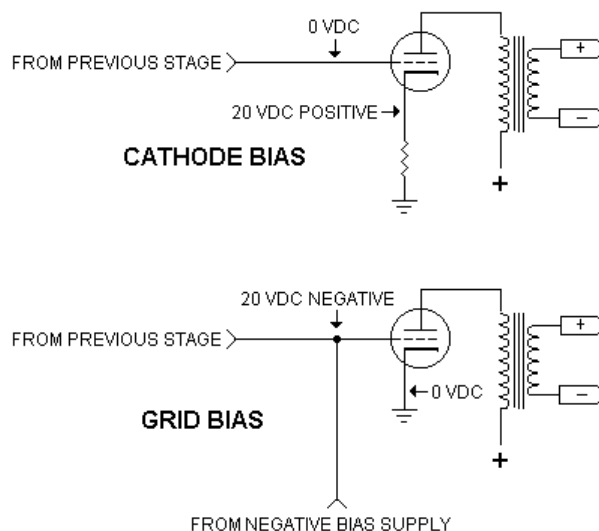 0 VDC
FROM PREVIOUS STAGE
20 VDC POSITIVE
CATHODE BIAS
+
−
+
20 VDC NEGATIVE
FROM PREVIOUS STAGE
+
−
0 VDC
GRID BIAS
+
FROM NEGATIVE BIAS SUPPLY